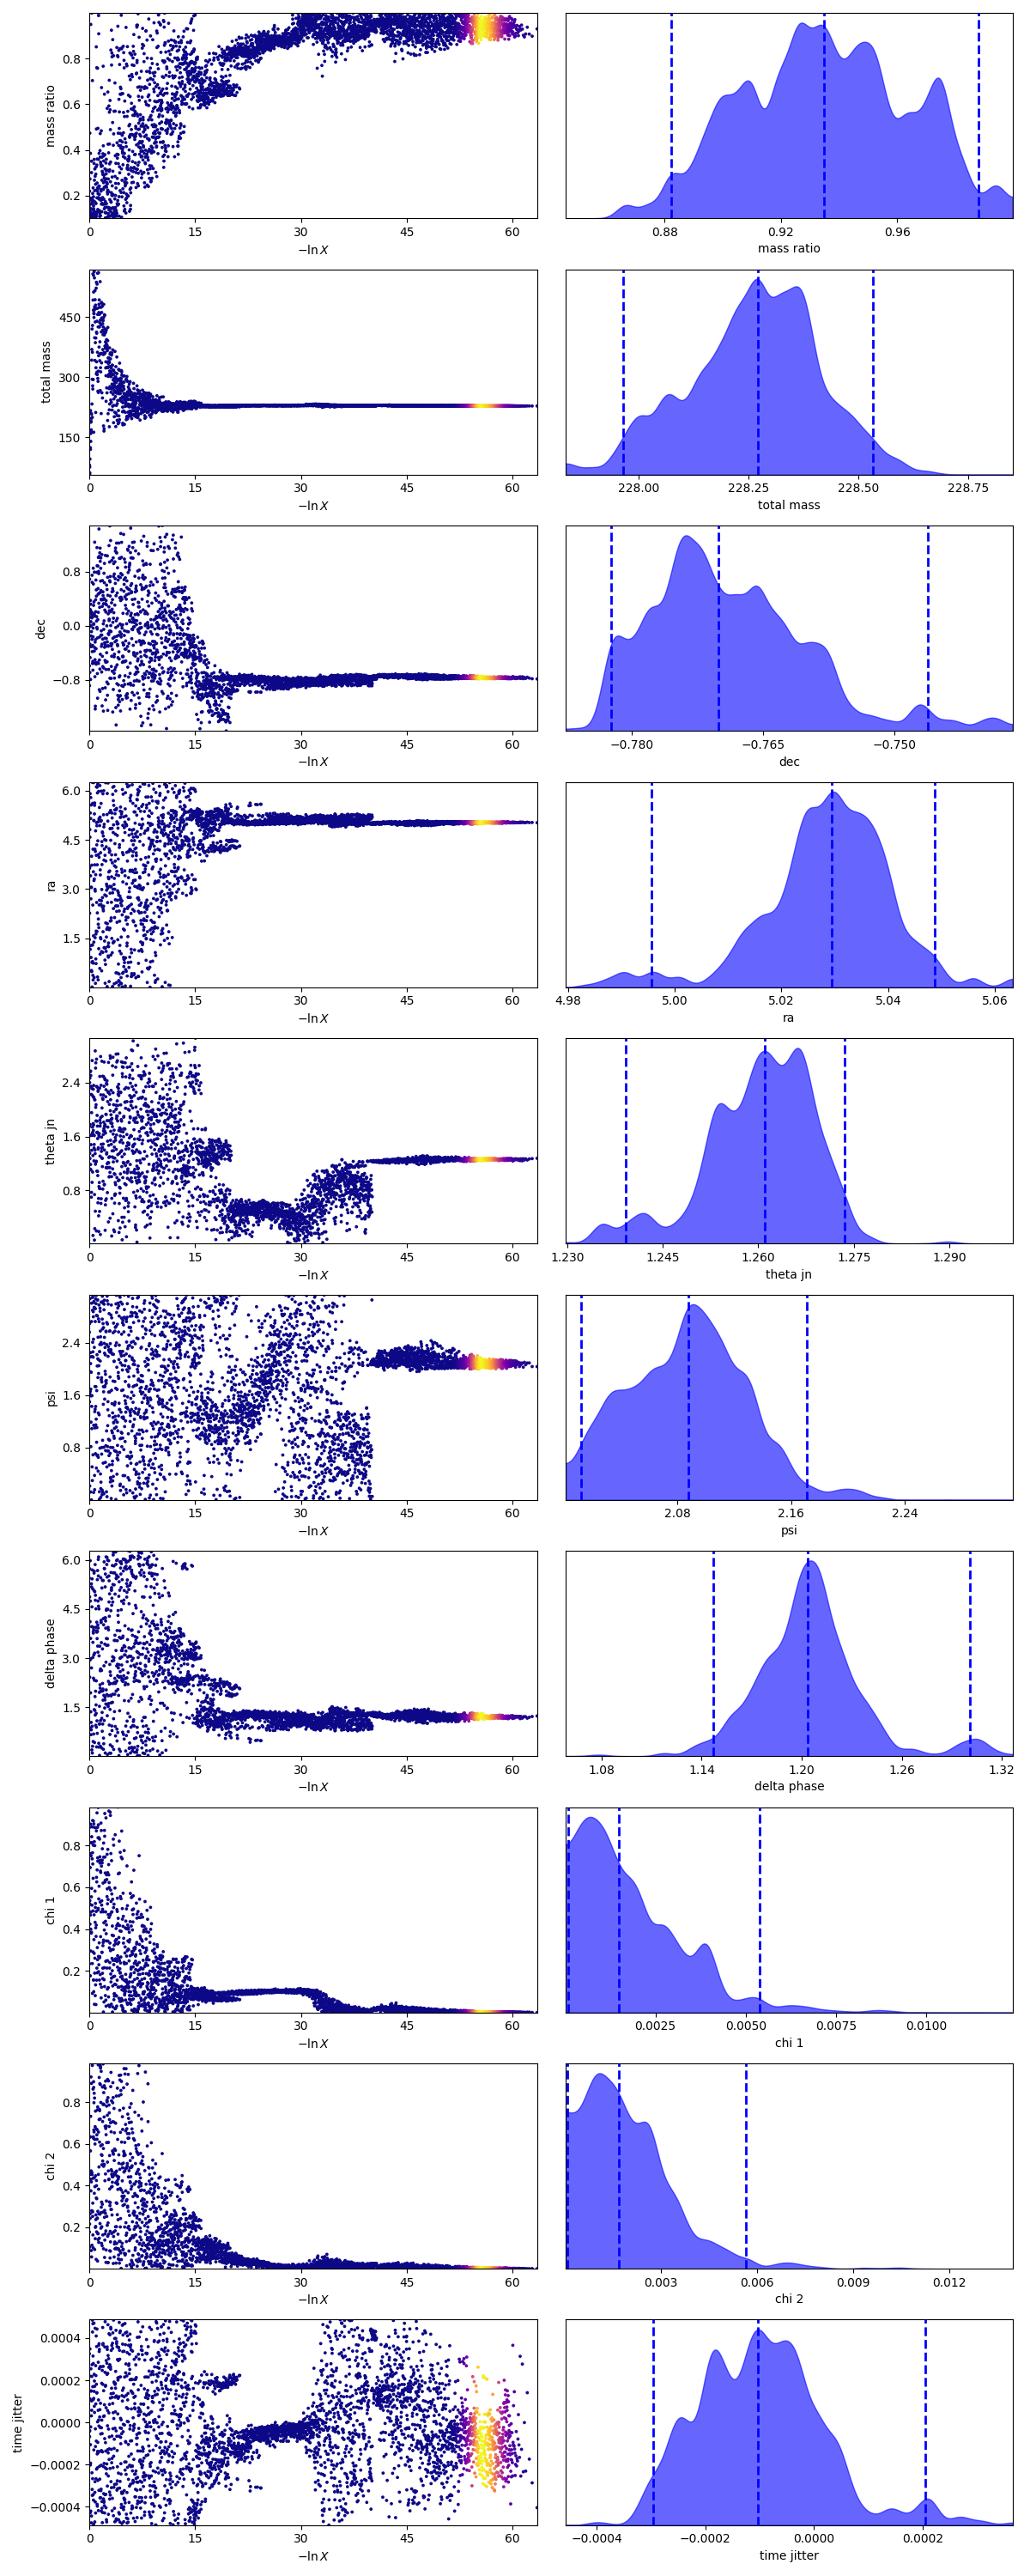 0.8
0.6
0.4
0.2
mass ratio
0 15 30 45 60
−ln X
0.88 0.92 0.96
mass ratio
450
300
150
total mass
0 15 30 45 60
−ln X
228.00 228.25 228.50 228.75
total mass
0.8
0.0
−0.8
dec
0 15 30 45 60
−ln X
−0.780 −0.765 −0.750
dec
6.0
4.5
3.0
1.5
ra
0 15 30 45 60
−ln X
4.98 5.00 5.02 5.04 5.06
ra
2.4
1.6
0.8
theta jn
0 15 30 45 60
−ln X
1.230 1.245 1.260 1.275 1.290
theta jn
2.4
1.6
0.8
psi
0 15 30 45 60
−ln X
2.08 2.16 2.24
psi
6.0
4.5
3.0
1.5
delta phase
0 15 30 45 60
−ln X
1.08 1.14 1.20 1.26 1.32
delta phase
0.8
0.6
0.4
0.2
chi 1
0 15 30 45 60
−ln X
0.0025 0.0050 0.0075 0.0100
chi 1
0.8
0.6
0.4
0.2
chi 2
0 15 30 45 60
−ln X
0.003 0.006 0.009 0.012
chi 2
0.0004
0.0002
0.0000
−0.0002
−0.0004
time jitter
0 15 30 45 60
−ln X
−0.0004 −0.0002 0.0000 0.0002
time jitter